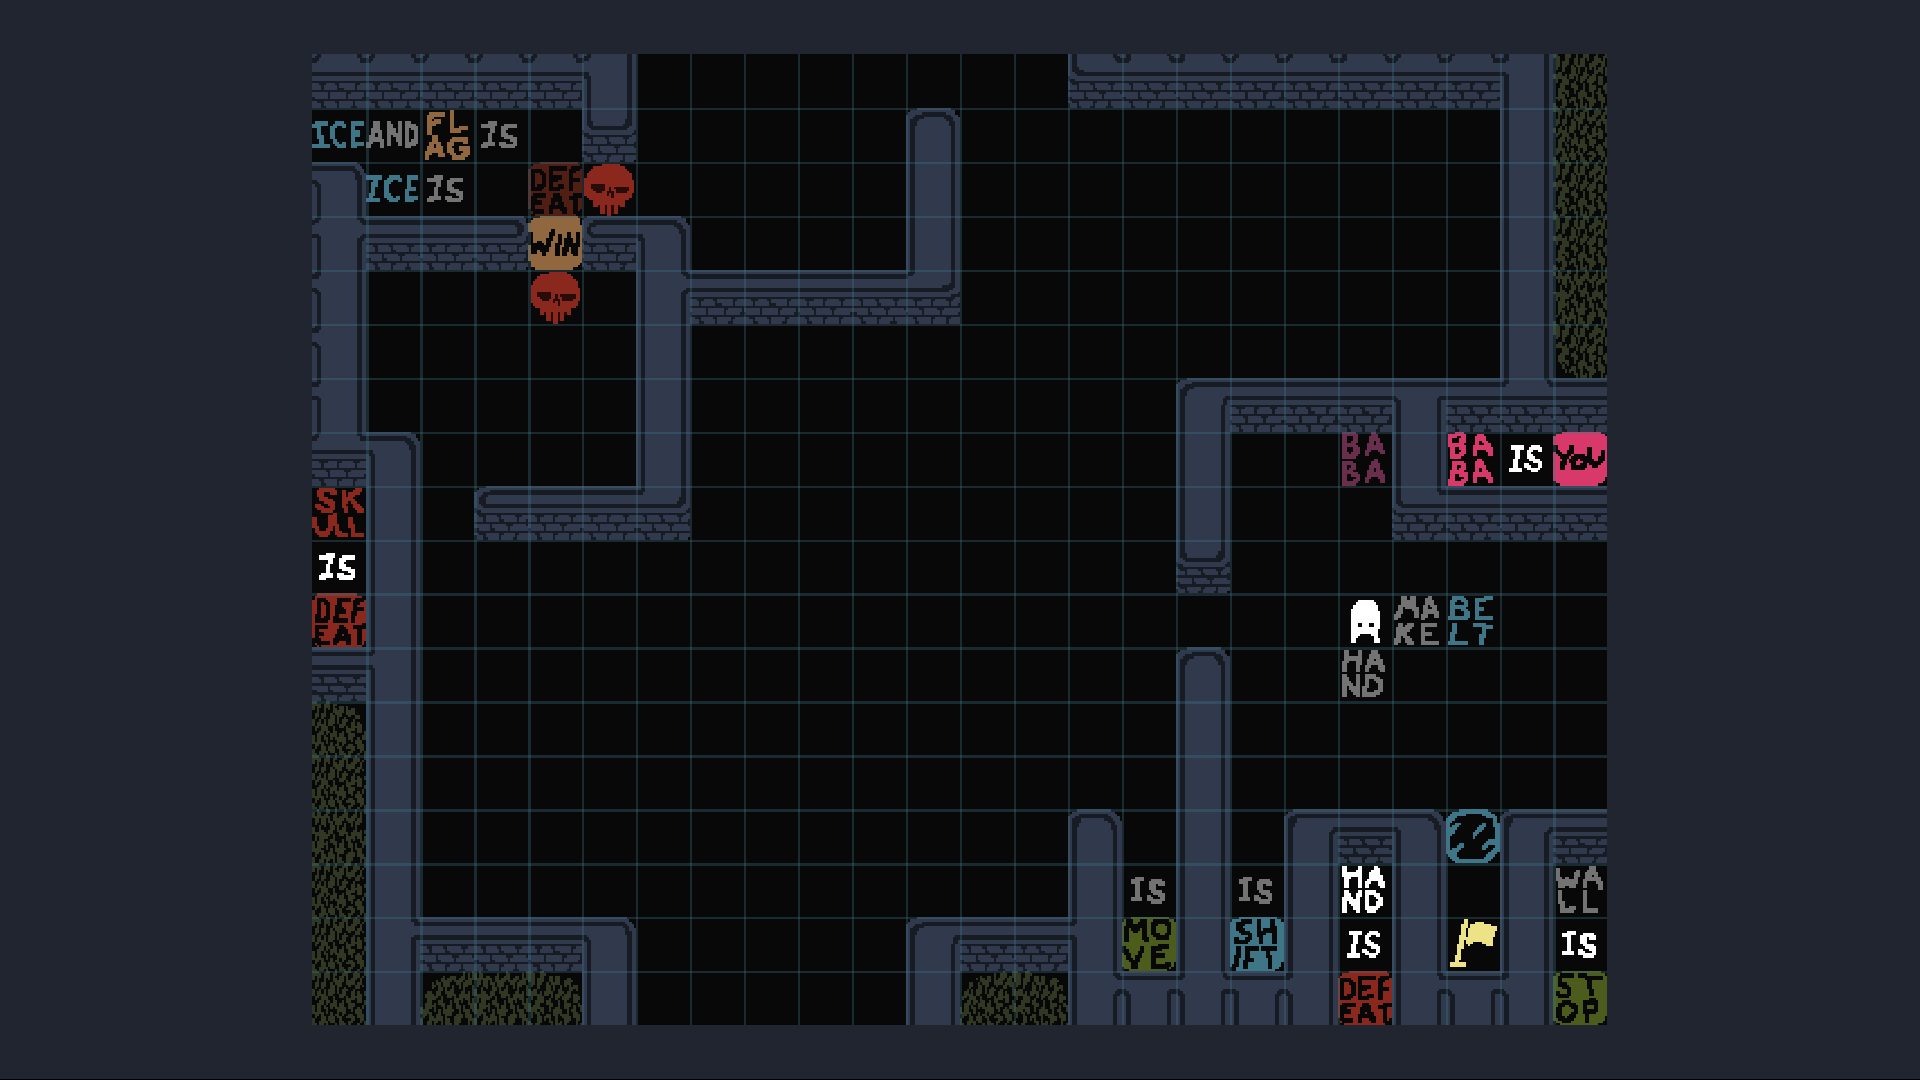 ICE AND FLAG IS
ICE IS DEFEAT
WIN
BABA BABA IS YOU
SKULL
IS
DEFEAT
MAKE BELT
HAND
IS IS HAND WALL
MOVE SHIFT IS IS
DEFEAT STOP